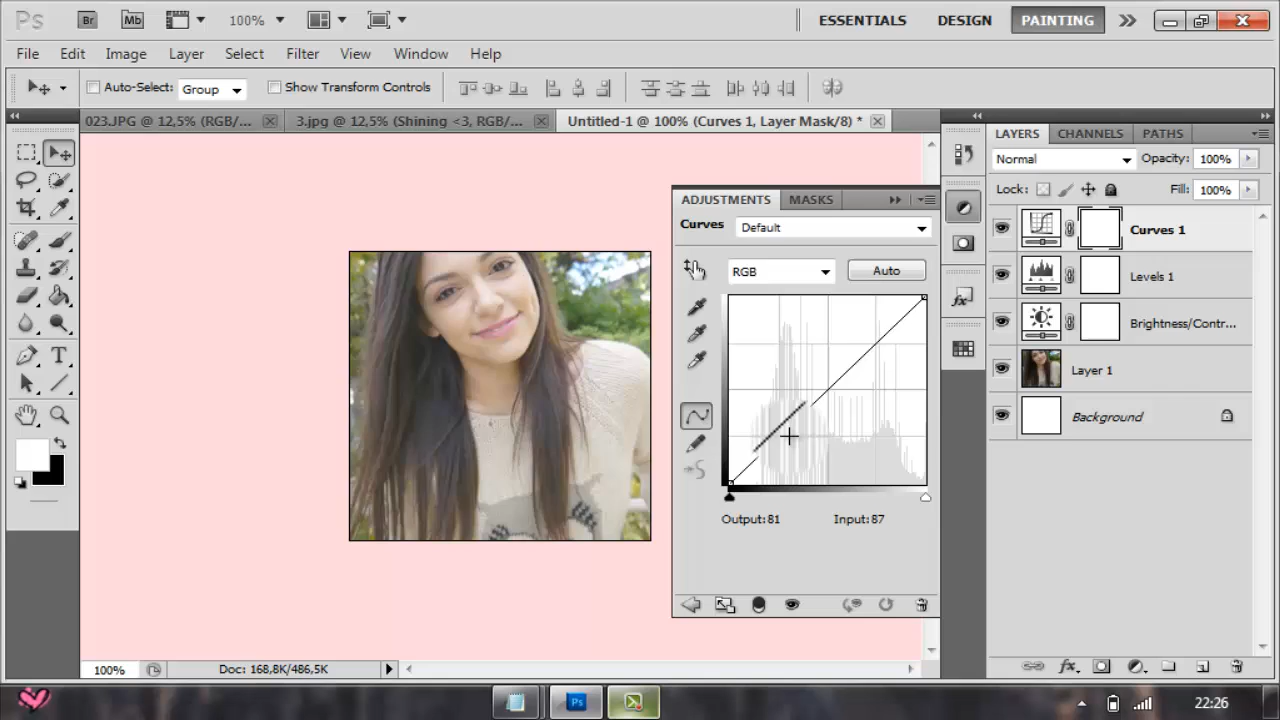 Ps Br Mb 100% ESSENTIALS DESIGN PAINTING
File Edit Image Layer Select Filter View Window Help
Auto-Select: Group Show Transform Controls
023.JPG @ 12,5% (RGB/... 3.jpg @ 12,5% (Shining <3, RGB/... Untitled-1 @ 100% (Curves 1, Layer Mask/8) *
LAYERS CHANNELS PATHS
Normal Opacity: 100%
Lock: Fill: 100%
Curves 1
Levels 1
Brightness/Contr...
Layer 1
Background
ADJUSTMENTS MASKS
Curves Default
RGB Auto
Output:81 Input:87
T
fx
100% Doc: 168,8K/486,5K
fx
Ps 22:26